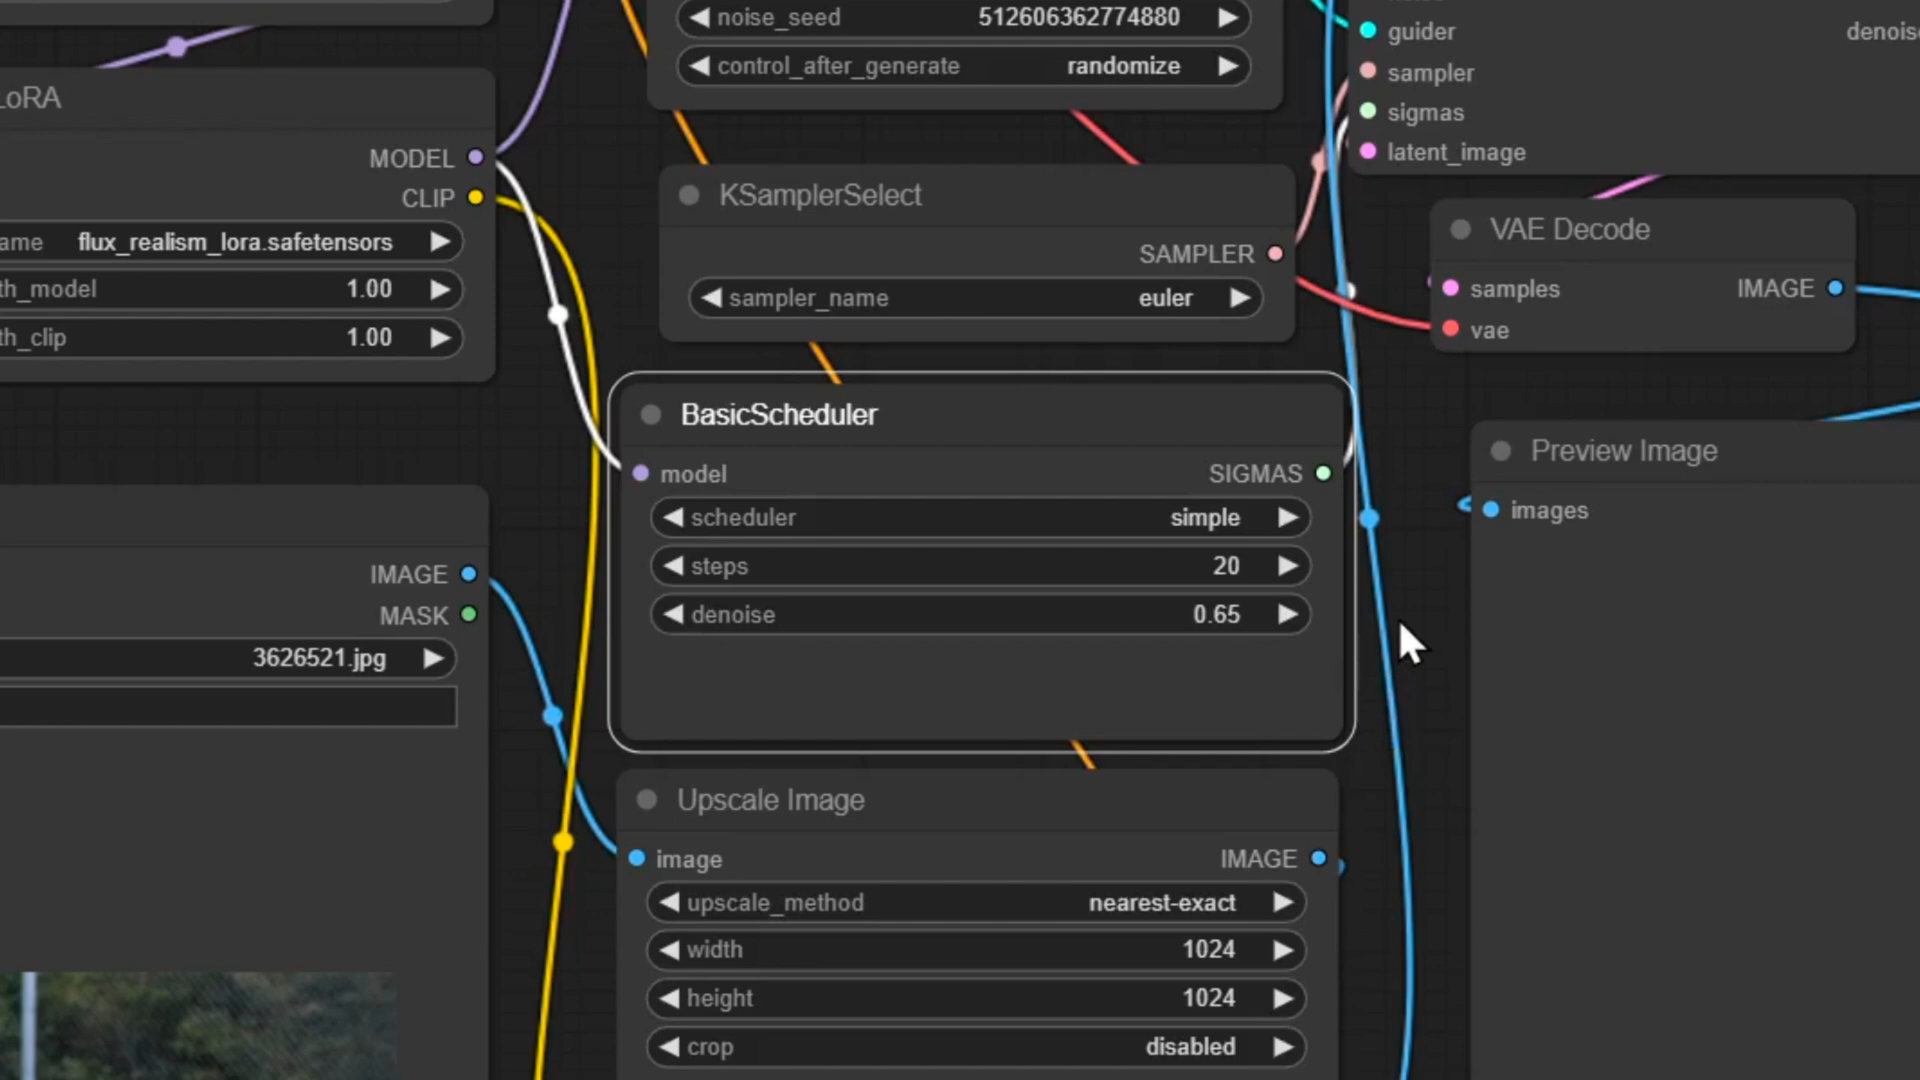 LoRA
MODEL
CLIP
ame flux_realism_lora.safetensors
th_model 1.00
th_clip 1.00
IMAGE
MASK
3626521.jpg
noise_seed 512606362774880
control_after_generate randomize
KSamplerSelect
SAMPLER
sampler_name euler
BasicScheduler
model SIGMAS
scheduler simple
steps 20
denoise 0.65
Upscale Image
image IMAGE
upscale_method nearest-exact
width 1024
height 1024
crop disabled
guider denoise
sampler
sigmas
latent_image
VAE Decode
samples IMAGE
vae
Preview Image
images